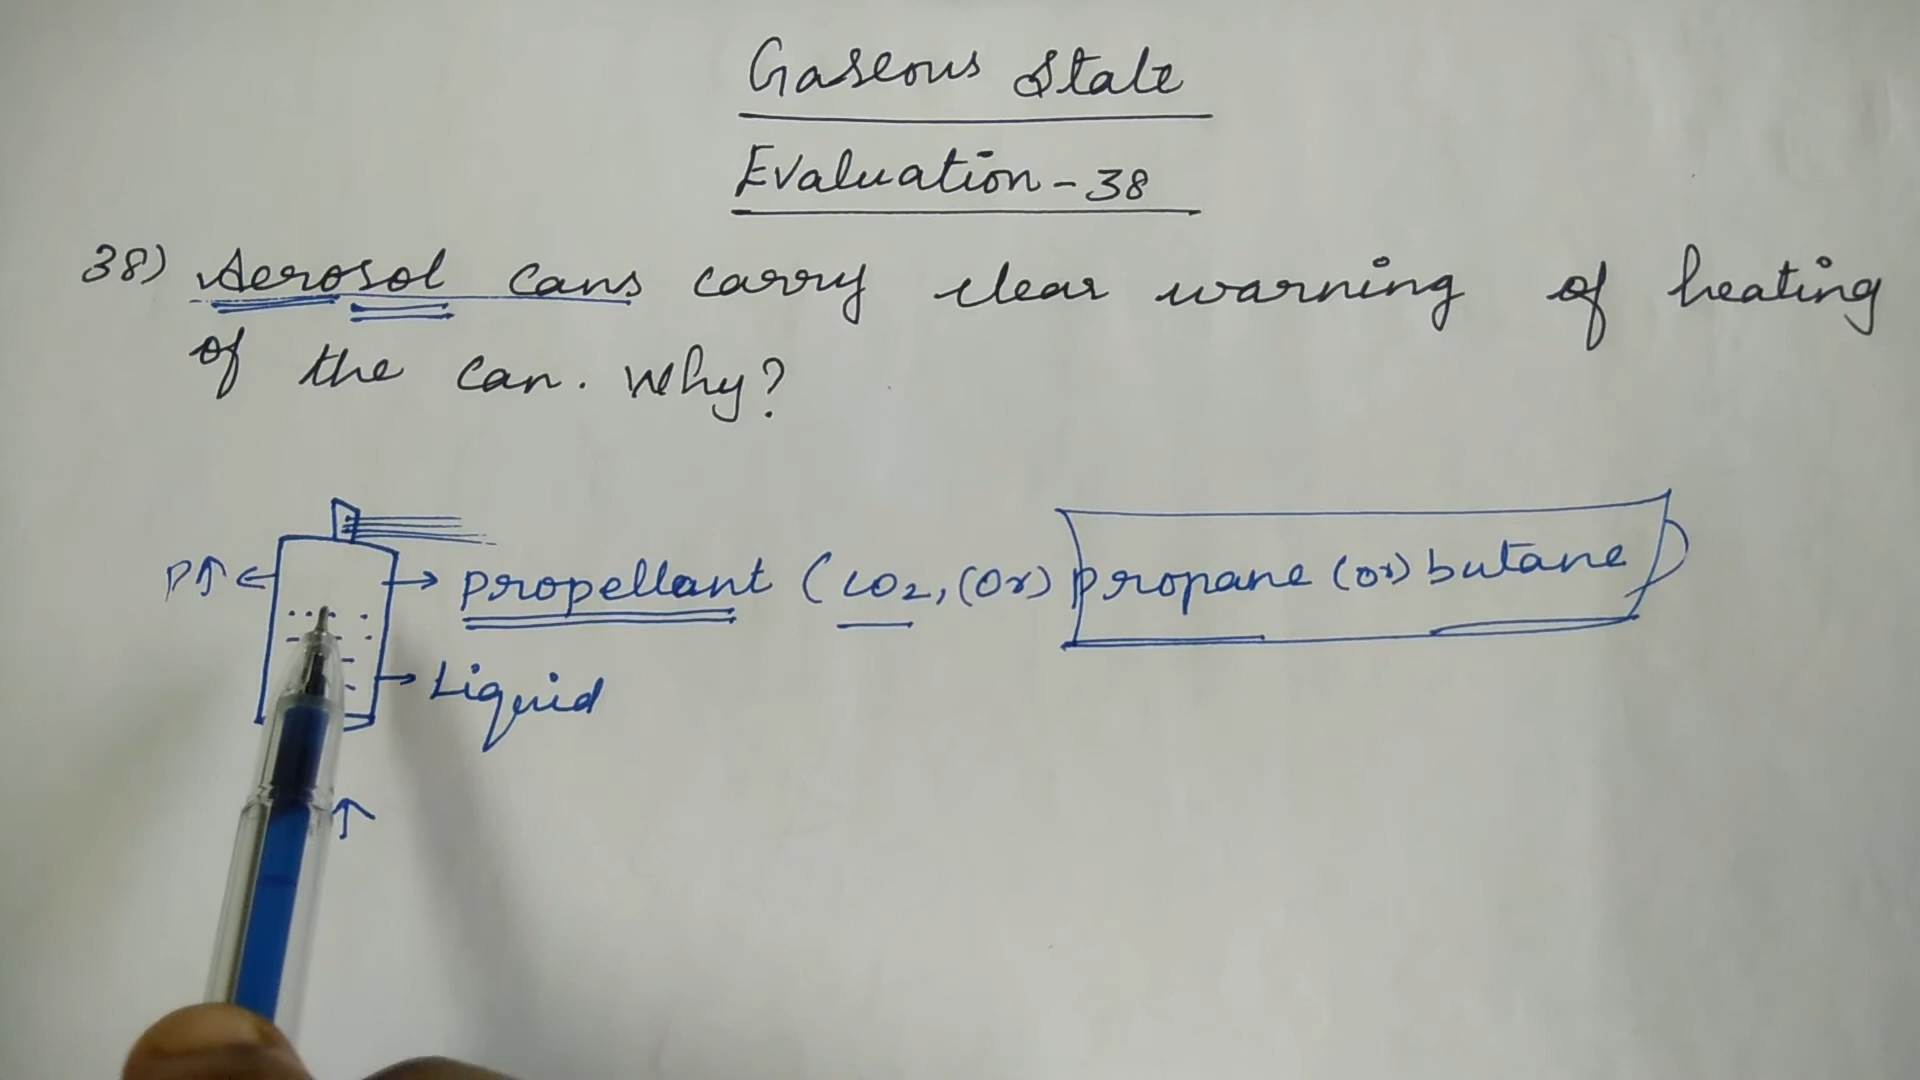 Gaseous State
Evaluation - 38
38) Aerosol cans carry clear warning of heating
of the can. Why?
P↑ ← → propellant (CO2, (or) propane (or) butane)
→ Liquid
↑